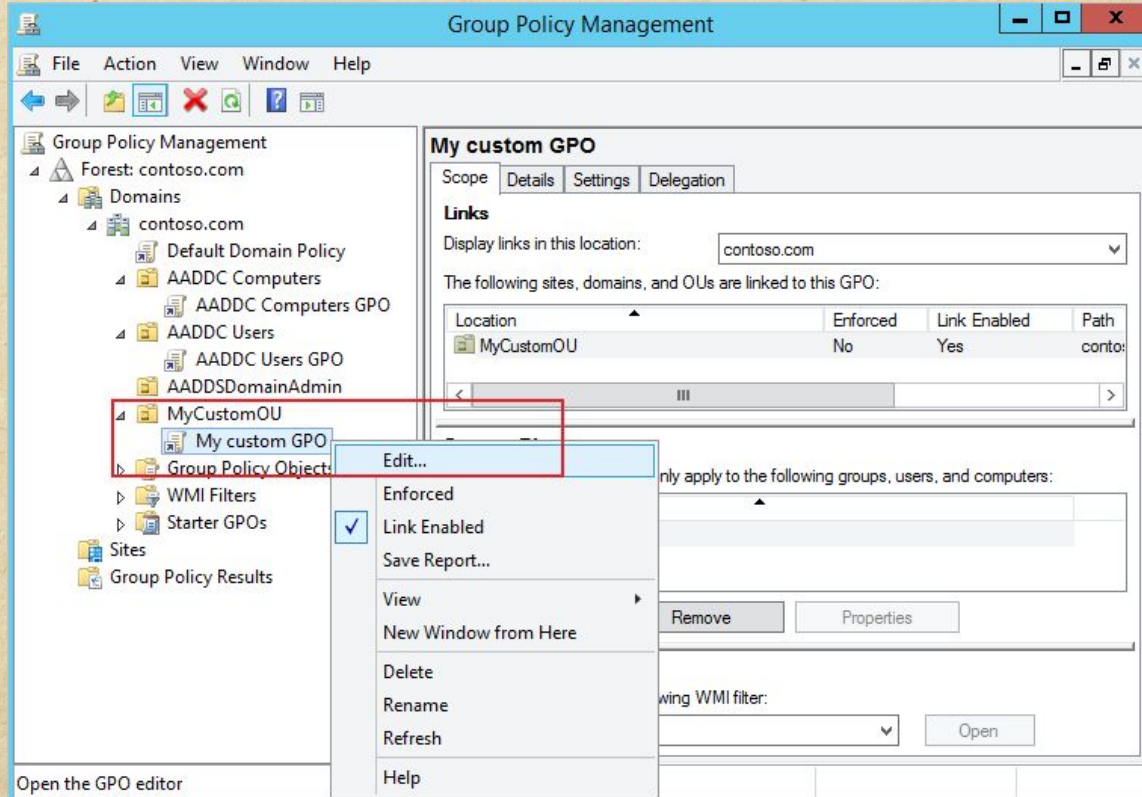 Group Policy Management
File Action View Window Help
Group Policy Management
Forest: contoso.com
Domains
contoso.com
Default Domain Policy
AADDC Computers
AADDC Computers GPO
AADDC Users
AADDC Users GPO
AADDSDomainAdmin
MyCustomOU
My custom GPO
Group Policy Objects
WMI Filters
Starter GPOs
Sites
Group Policy Results
My custom GPO
Scope Details Settings Delegation
Links
Display links in this location: contoso.com
The following sites, domains, and OUs are linked to this GPO:
Location Enforced Link Enabled Path
MyCustomOU No Yes contos
Edit...
Enforced
Link Enabled
Save Report...
View
New Window from Here
Delete
Rename
Refresh
Help
nly apply to the following groups, users, and computers:
Remove Properties
wing WMI filter:
Open
Open the GPO editor